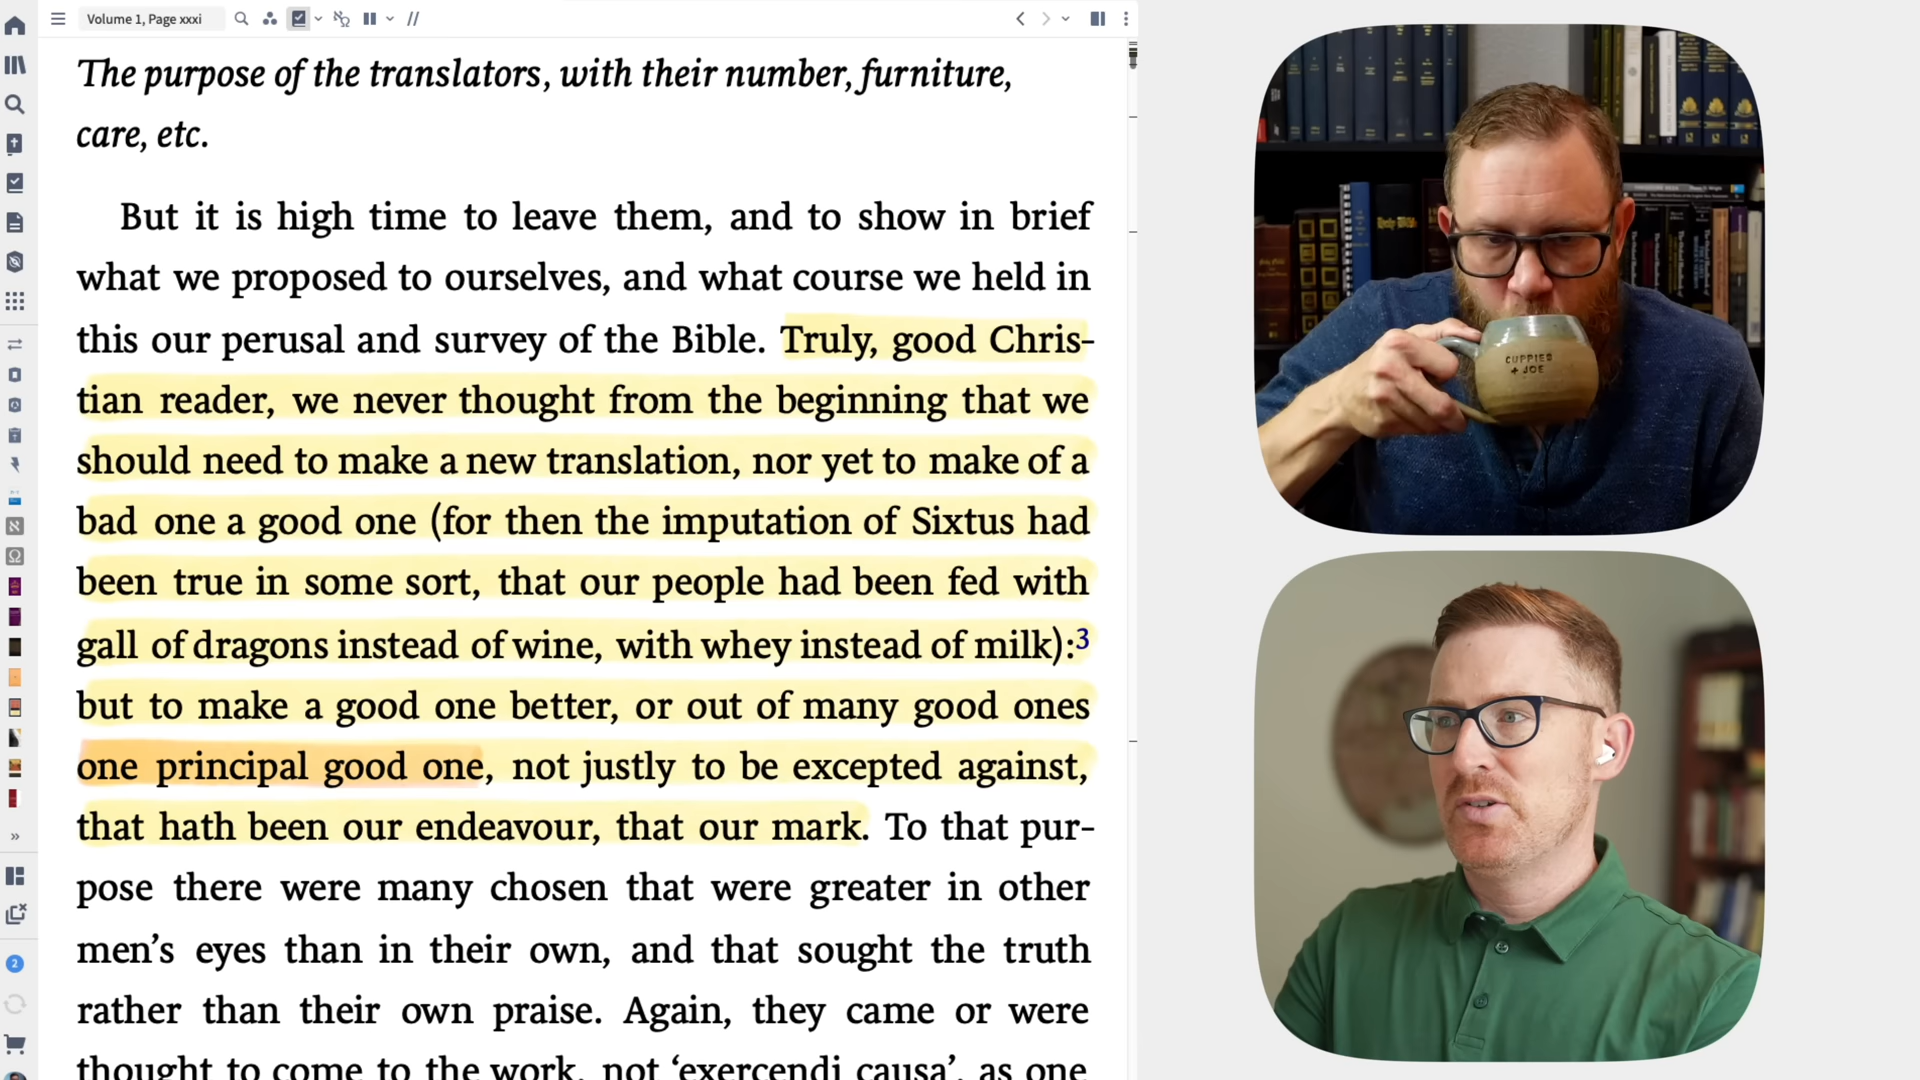 Volume 1, Page xxxi
The purpose of the translators, with their number, furniture,
care, etc.
But it is high time to leave them, and to show in brief
what we proposed to ourselves, and what course we held in
this our perusal and survey of the Bible. Truly, good Chris-
tian reader, we never thought from the beginning that we
should need to make a new translation, nor yet to make of a
bad one a good one (for then the imputation of Sixtus had
been true in some sort, that our people had been fed with
gall of dragons instead of wine, with whey instead of milk):3
but to make a good one better, or out of many good ones
one principal good one, not justly to be excepted against,
that hath been our endeavour, that our mark. To that pur-
pose there were many chosen that were greater in other
men’s eyes than in their own, and that sought the truth
rather than their own praise. Again, they came or were
thought to come to the work, not ‘exercendi causa’, as one
2
Holy Bible
CUPPIES
+ JOE